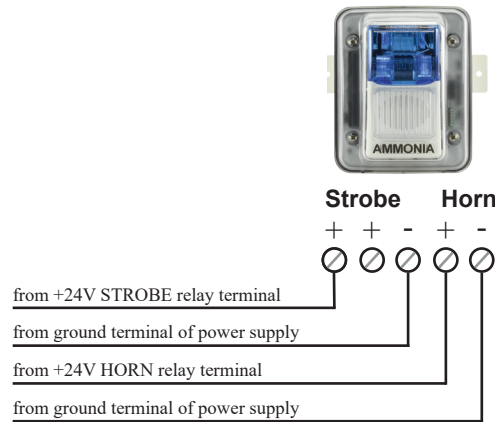 AMMONIA
Strobe Horn
+ + - + -
from +24V STROBE relay terminal
from ground terminal of power supply
from +24V HORN relay terminal
from ground terminal of power supply